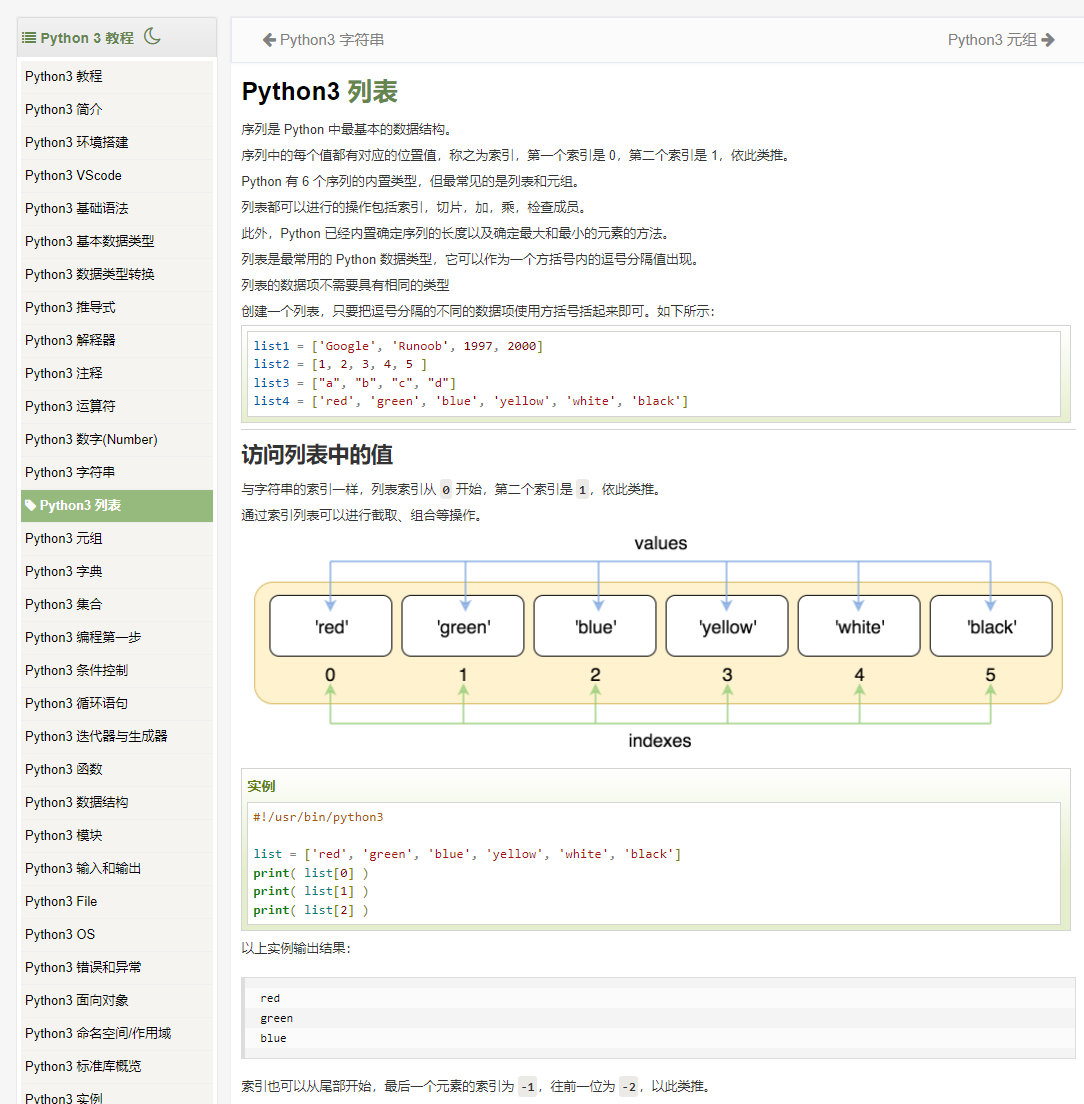 Python 3 教程
Python3 教程
Python3 简介
Python3 环境搭建
Python3 VScode
Python3 基础语法
Python3 基本数据类型
Python3 数据类型转换
Python3 推导式
Python3 解释器
Python3 注释
Python3 运算符
Python3 数字(Number)
Python3 字符串
Python3 列表
Python3 元组
Python3 字典
Python3 集合
Python3 编程第一步
Python3 条件控制
Python3 循环语句
Python3 迭代器与生成器
Python3 函数
Python3 数据结构
Python3 模块
Python3 输入和输出
Python3 File
Python3 OS
Python3 错误和异常
Python3 面向对象
Python3 命名空间/作用域
Python3 标准库概览
Python3 实例
Python3 字符串
Python3 元组
Python3 列表
序列是 Python 中最基本的数据结构。
序列中的每个值都有对应的位置值，称之为索引，第一个索引是 0，第二个索引是 1，依此类推。
Python 有 6 个序列的内置类型，但最常见的是列表和元组。
列表都可以进行的操作包括索引，切片，加，乘，检查成员。
此外，Python 已经内置确定序列的长度以及确定最大和最小的元素的方法。
列表是最常用的 Python 数据类型，它可以作为一个方括号内的逗号分隔值出现。
列表的数据项不需要具有相同的类型
创建一个列表，只要把逗号分隔的不同的数据项使用方括号括起来即可。如下所示：
list1 = ['Google', 'Runoob', 1997, 2000]
list2 = [1, 2, 3, 4, 5 ]
list3 = ["a", "b", "c", "d"]
list4 = ['red', 'green', 'blue', 'yellow', 'white', 'black']
访问列表中的值
与字符串的索引一样，列表索引从 0 开始，第二个索引是 1，依此类推。
通过索引列表可以进行截取、组合等操作。
values
'red' 'green' 'blue' 'yellow' 'white' 'black'
0 1 2 3 4 5
indexes
实例
#!/usr/bin/python3
list = ['red', 'green', 'blue', 'yellow', 'white', 'black']
print( list[0] )
print( list[1] )
print( list[2] )
以上实例输出结果：
red
green
blue
索引也可以从尾部开始，最后一个元素的索引为 -1，往前一位为 -2，以此类推。